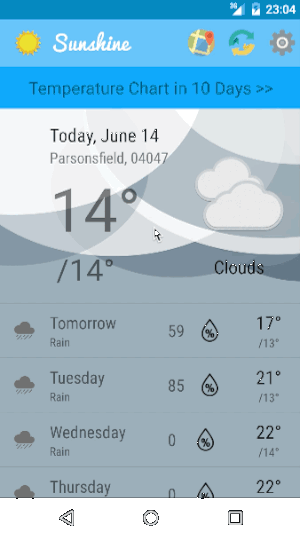 3G 23:04
Sunshine
Temperature Chart in 10 Days >>
Today, June 14
Parsonsfield, 04047
14°
/14°
Clouds
Tomorrow 59 % 17°
Rain /13°
Tuesday 85 % 21°
Rain /13°
Wednesday 0 % 22°
Rain /14°
Thursday 0 % 22°